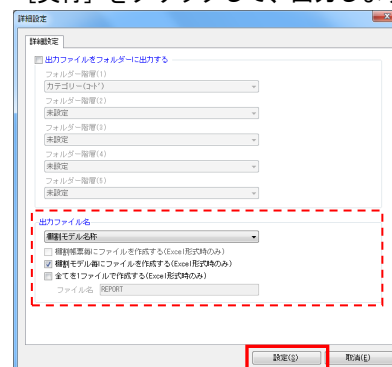 [実行]をクリックして、出力しま
詳細設定
詳細設定
出力ファイルをフォルダーに出力する
フォルダー階層(1)
カテゴリー(コード)
フォルダー階層(2)
未設定
フォルダー階層(3)
未設定
フォルダー階層(4)
未設定
フォルダー階層(5)
未設定
出力ファイル名
棚割モデル名称
棚割帳票毎にファイルを作成する(Excel形式時のみ)
棚割モデル毎にファイルを作成する(Excel形式時のみ)
全てを1ファイルで作成する(Excel形式時のみ)
ファイル名 REPORT
設定(S) 取消(E)